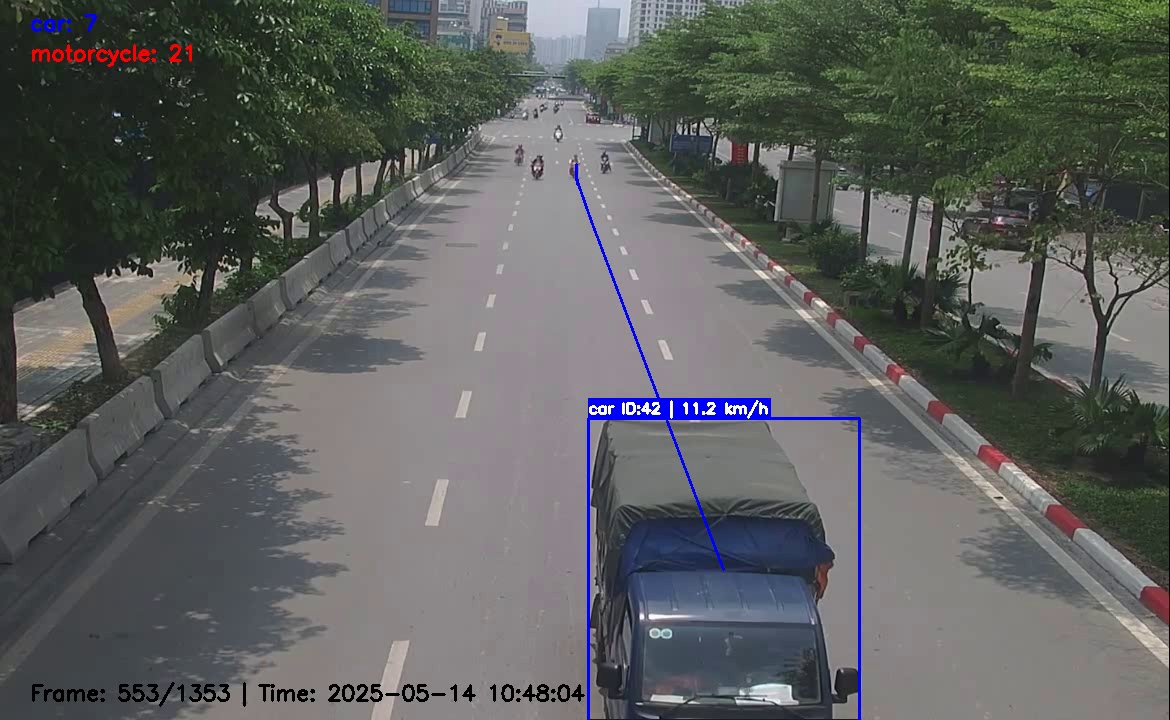 car: 7
motorcycle: 21
car ID:42 | 11.2 km/h
Frame: 553/1353 | Time: 2025-05-14 10:48:04